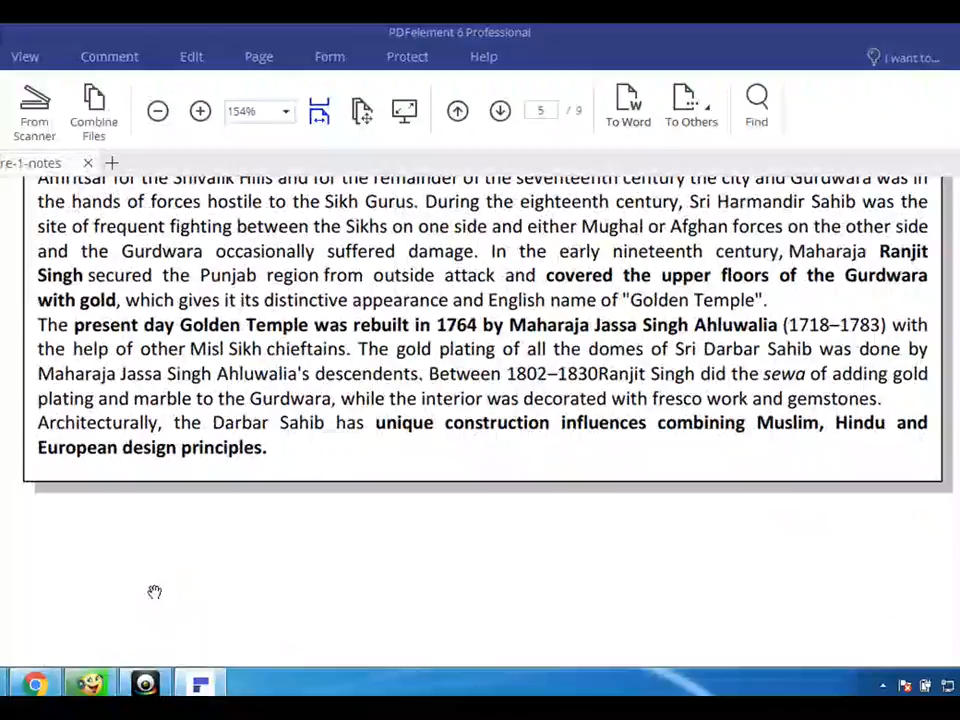 PDFelement 6 Professional
View Comment Edit Page Form Protect Help I want to...
From Scanner
Combine Files
154%
5 / 9
To Word
To Others
Find
re-1-notes
Amritsar for the Shivalik Hills and for the remainder of the seventeenth century the city and Gurdwara was in
the hands of forces hostile to the Sikh Gurus. During the eighteenth century, Sri Harmandir Sahib was the
site of frequent fighting between the Sikhs on one side and either Mughal or Afghan forces on the other side
and the Gurdwara occasionally suffered damage. In the early nineteenth century, Maharaja Ranjit
Singh secured the Punjab region from outside attack and covered the upper floors of the Gurdwara
with gold, which gives it its distinctive appearance and English name of "Golden Temple".
The present day Golden Temple was rebuilt in 1764 by Maharaja Jassa Singh Ahluwalia (1718–1783) with
the help of other Misl Sikh chieftains. The gold plating of all the domes of Sri Darbar Sahib was done by
Maharaja Jassa Singh Ahluwalia's descendents. Between 1802–1830Ranjit Singh did the sewa of adding gold
plating and marble to the Gurdwara, while the interior was decorated with fresco work and gemstones.
Architecturally, the Darbar Sahib has unique construction influences combining Muslim, Hindu and
European design principles.